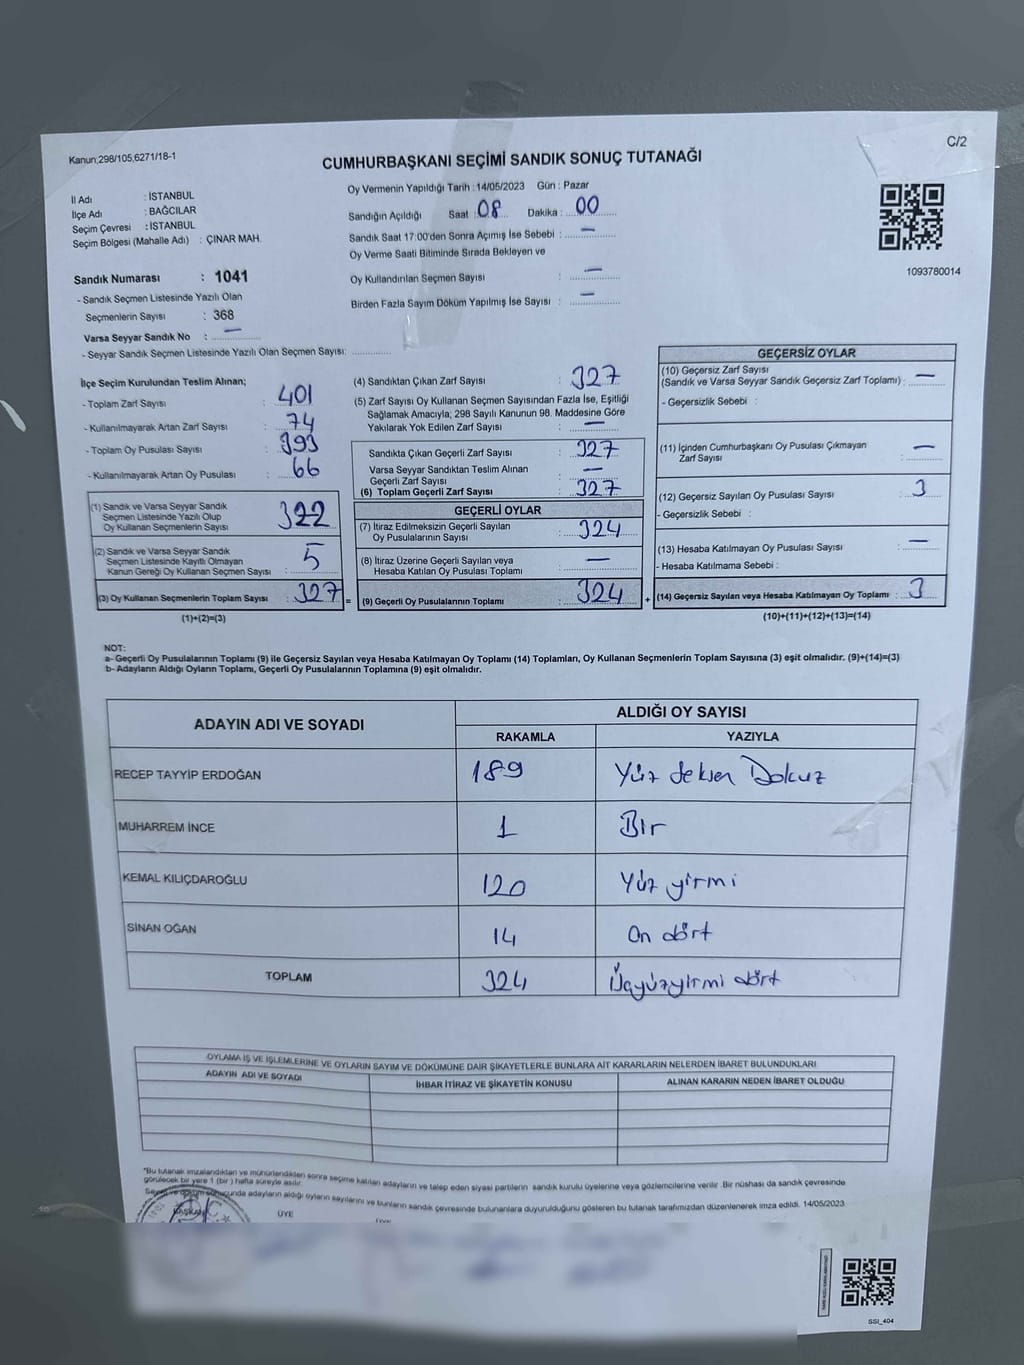 Kanun;298/105,6271/18-1
C/2
CUMHURBAŞKANI SEÇİMİ SANDIK SONUÇ TUTANAĞI
İl Adı : İSTANBUL
İlçe Adı : BAĞCILAR
Seçim Çevresi : İSTANBUL
Seçim Bölgesi (Mahalle Adı) : ÇINAR MAH.
Oy Vermenin Yapıldığı Tarih : 14/05/2023 Gün : Pazar
Sandığın Açıldığı Saat : 08 Dakika : 00
Sandık Saat 17:00'den Sonra Açımış İse Sebebi : —
Oy Verme Saati Bitiminde Sırada Bekleyen ve
Oy Kullandırılan Seçmen Sayısı : —
Birden Fazla Sayım Döküm Yapılmış İse Sayısı : —
1093780014
Sandık Numarası : 1041
- Sandık Seçmen Listesinde Yazılı Olan
Seçmenlerin Sayısı : 368
Varsa Seyyar Sandık No : —
- Seyyar Sandık Seçmen Listesinde Yazılı Olan Seçmen Sayısı:
İlçe Seçim Kurulundan Teslim Alınan;
- Toplam Zarf Sayısı : 401
- Kullanılmayarak Artan Zarf Sayısı : 74
- Toplam Oy Pusulası Sayısı : 393
- Kullanılmayarak Artan Oy Pusulası : 66
(1) Sandık ve Varsa Seyyar Sandık
Seçmen Listesinde Yazılı Olup
Oy Kullanan Seçmenlerin Sayısı : 322
(2) Sandık ve Varsa Seyyar Sandık
Seçmen Listesinde Kayıtlı Olmayan
Kanun Gereği Oy Kullanan Seçmen Sayısı : 5
(3) Oy Kullanan Seçmenlerin Toplam Sayısı : 327 =
(1)+(2)=(3)
(4) Sandıktan Çıkan Zarf Sayısı : 327
(5) Zarf Sayısı Oy Kullanan Seçmen Sayısından Fazla İse, Eşitliği
Sağlamak Amacıyla; 298 Sayılı Kanunun 98. Maddesine Göre
Yakılarak Yok Edilen Zarf Sayısı : —
Sandıkta Çıkan Geçerli Zarf Sayısı : 327
Varsa Seyyar Sandıktan Teslim Alınan
Geçerli Zarf Sayısı : —
(6) Toplam Geçerli Zarf Sayısı : 327
GEÇERLİ OYLAR
(7) İtiraz Edilmeksizin Geçerli Sayılan
Oy Pusulalarının Sayısı : 324
(8) İtiraz Üzerine Geçerli Sayılan veya
Hesaba Katılan Oy Pusulası Toplamı : —
(9) Geçerli Oy Pusulalarının Toplamı : 324 +
GEÇERSİZ OYLAR
(10) Geçersiz Zarf Sayısı
(Sandık ve Varsa Seyyar Sandık Geçersiz Zarf Toplamı) : —
- Geçersizlik Sebebi :
(11) İçinden Cumhurbaşkanı Oy Pusulası Çıkmayan
Zarf Sayısı : —
(12) Geçersiz Sayılan Oy Pusulası Sayısı : 3
- Geçersizlik Sebebi :
(13) Hesaba Katılmayan Oy Pusulası Sayısı : —
- Hesaba Katılmama Sebebi :
(14) Geçersiz Sayılan veya Hesaba Katılmayan Oy Toplamı : 3
(10)+(11)+(12)+(13)=(14)
NOT:
a- Geçerli Oy Pusulalarının Toplamı (9) ile Geçersiz Sayılan veya Hesaba Katılmayan Oy Toplamı (14) Toplamları, Oy Kullanan Seçmenlerin Toplam Sayısına (3) eşit olmalıdır. (9)+(14)=(3)
b- Adayların Aldığı Oyların Toplamı, Geçerli Oy Pusulalarının Toplamına (9) eşit olmalıdır.
ADAYIN ADI VE SOYADI ALDIĞI OY SAYISI
RAKAMLA YAZIYLA
RECEP TAYYİP ERDOĞAN 189 Yüz seksen Dokuz
MUHARREM İNCE 1 Bir
KEMAL KILIÇDAROĞLU 120 Yüz yirmi
SİNAN OĞAN 14 On dört
TOPLAM 324 Üçyüzyirmi dört
OYLAMA İŞ VE İŞLEMLERİNE VE OYLARIN SAYIM VE DÖKÜMÜNE DAİR ŞİKAYETLERLE BUNLARA AİT KARARLARIN NELERDEN İBARET BULUNDUKLARI
ADAYIN ADI VE SOYADI İHBAR İTİRAZ VE ŞİKAYETİN KONUSU ALINAN KARARIN NEDEN İBARET OLDUĞU
*Bu tutanak imzalandıktan ve mühürlendikten sonra seçime katılan adayların ve talep eden siyasi partilerin sandık kurulu üyelerine veya gözlemcilerine verilir. Bir nüshası da sandık çevresinde
görülecek bir yere 1 (bir) hafta süreyle asılır.
adayların aldığı oyların sayılarını ve bunların sandık çevresinde bulunanlara duyurulduğunu gösteren bu tutanak tarafımızdan düzenlenerek imza edildi. 14/05/2023
BAŞKAN ÜYE ÜYE
SSI_404